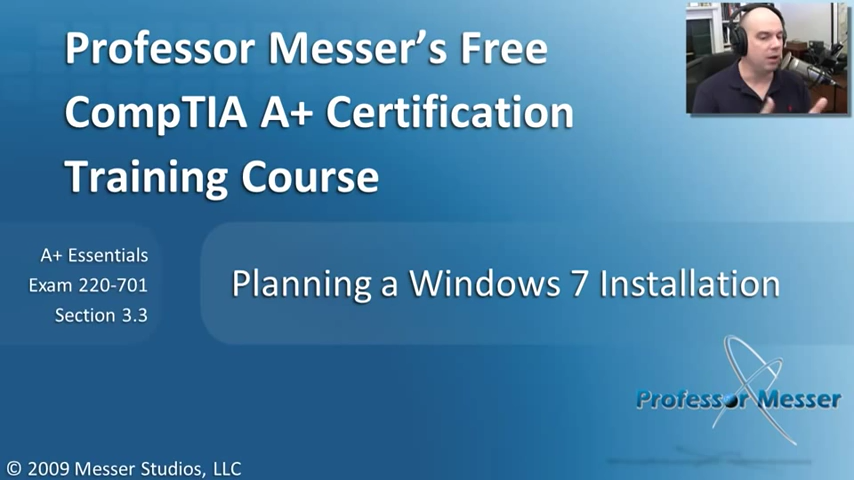 Professor Messer’s Free
CompTIA A+ Certification
Training Course
A+ Essentials
Exam 220-701
Section 3.3
Planning a Windows 7 Installation
Professor Messer
© 2009 Messer Studios, LLC